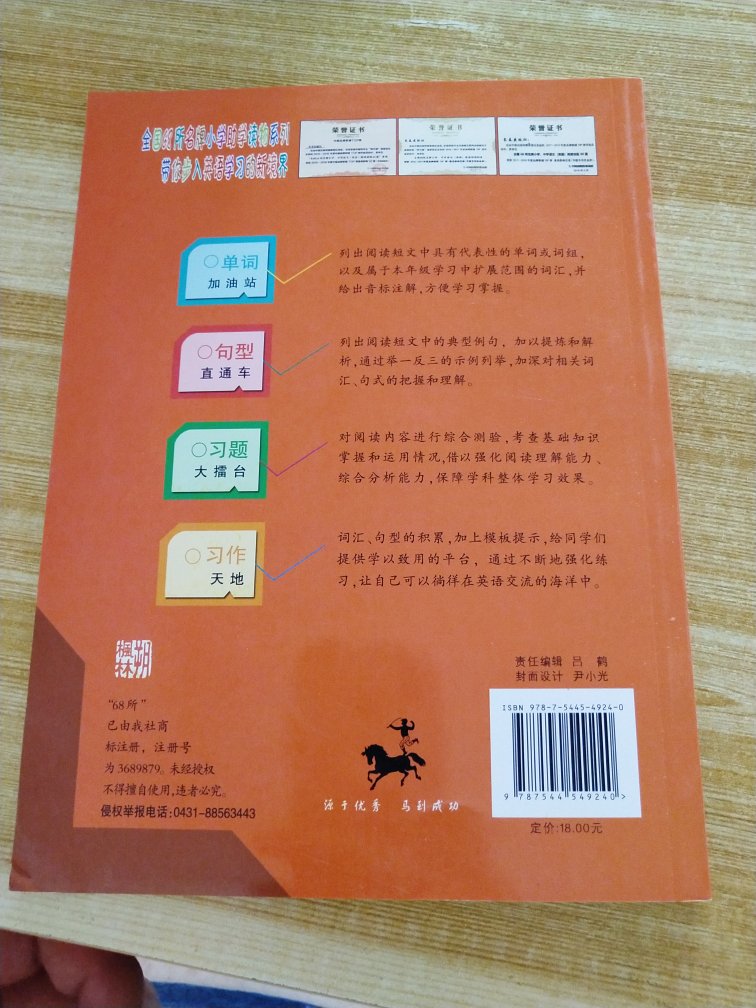 全国68所名牌小学助学读物系列
带你步入英语学习的新境界
荣誉证书
荣誉证书
荣誉证书
单词
加油站
列出阅读短文中具有代表性的单词或词组,
以及属于本年级学习中扩展范围的词汇,并
给出音标注解,方便学习掌握。
句型
直通车
列出阅读短文中的典型例句，加以提炼和解
析,通过举一反三的示例列举,加深对相关词
汇、句式的把握和理解。
习题
大擂台
对阅读内容进行综合测验,考查基础知识
掌握和运用情况,借以强化阅读理解能力、
综合分析能力,保障学科整体学习效果。
习作
天地
词汇、句型的积累,加上模板提示,给同学们
提供学以致用的平台，通过不断地强化练
习,让自己可以徜徉在英语交流的海洋中。
“68所”
已由我社商
标注册，注册号
为3689879。未经授权
不得擅自使用,违者必究。
侵权举报电话:0431-88563443
源于优秀 马到成功
责任编辑 吕 鹤
封面设计 尹小光
ISBN 978-7-5445-4924-0
9 787544 549240 >
定价:18.00元